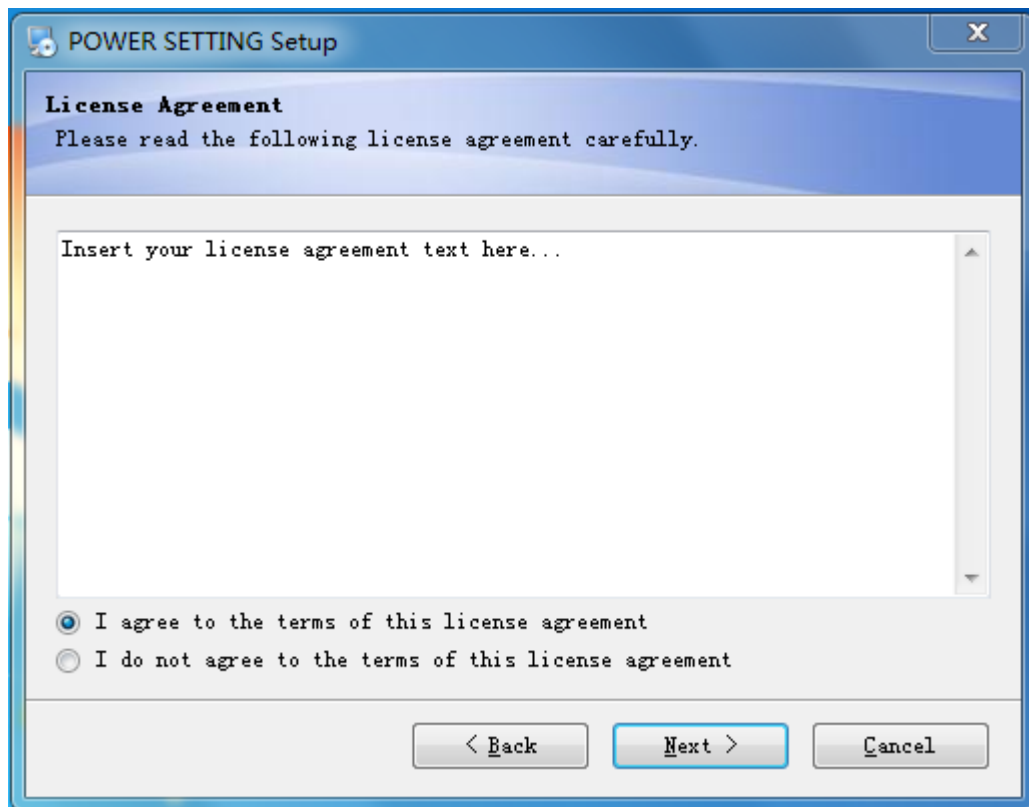 POWER SETTING Setup
X
License Agreement
Please read the following license agreement carefully.
Insert your license agreement text here...
I agree to the terms of this license agreement
I do not agree to the terms of this license agreement
< Back
Next >
Cancel